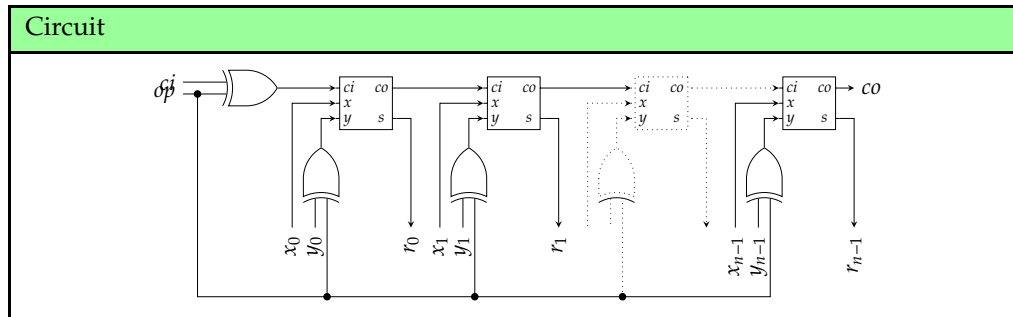 Circuit
ci
op
ci co
x
y s
ci co
x
y s
ci co
x
y s
ci co
x
y s
co
x0
y0
r0
x1
y1
r1
xn−1
yn−1
rn−1